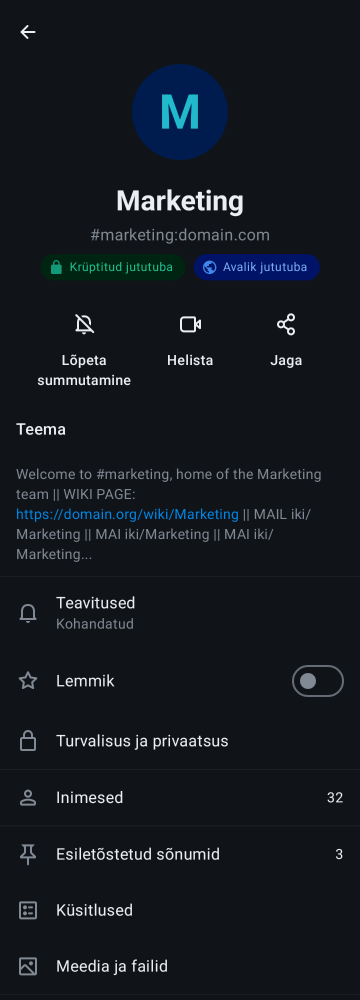 M
Marketing
#marketing:domain.com
Krüptitud jututuba
Avalik jututuba
Lõpeta
summutamine
Helista
Jaga
Teema
Welcome to #marketing, home of the Marketing
team || WIKI PAGE:
https://domain.org/wiki/Marketing || MAIL iki/
Marketing || MAI iki/Marketing || MAI iki/
Marketing...
Teavitused
Kohandatud
Lemmik
Turvalisus ja privaatsus
Inimesed 32
Esiletõstetud sõnumid 3
Küsitlused
Meedia ja failid